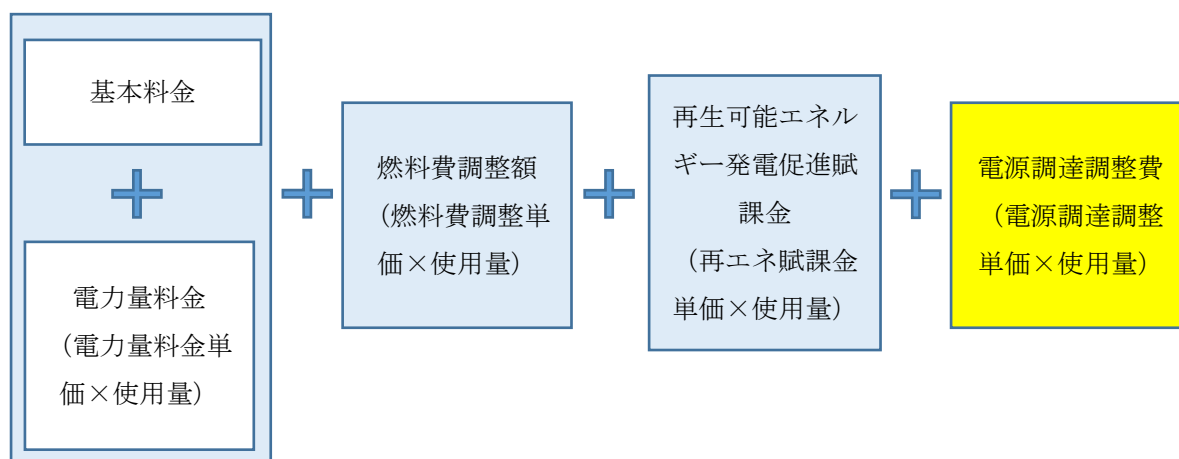 基本料金
電力量料金
（電力量料金単
価×使用量）
燃料費調整額
（燃料費調整単
価×使用量）
再生可能エネル
ギー発電促進賦
課金
（再エネ賦課金
単価×使用量）
電源調達調整費
（電源調達調整
単価×使用量）